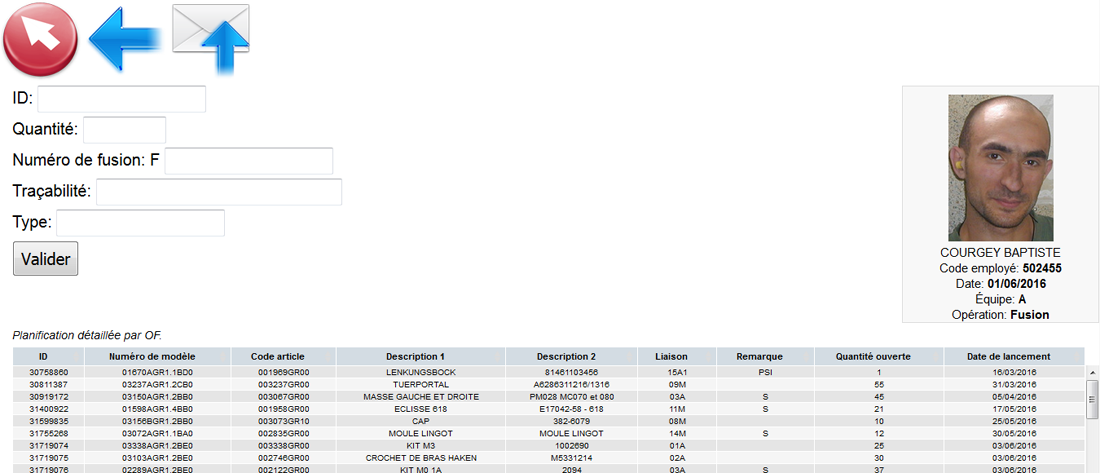 ID:
Quantité:
Numéro de fusion: F
Traçabilité:
Type:
Valider
COURGEY BAPTISTE
Code employé: 502455
Date: 01/06/2016
Équipe: A
Opération: Fusion
Planification détaillée par OF.
ID Numéro de modèle Code article Description 1 Description 2 Liaison Remarque Quantité ouverte Date de lancement
30758860 01670AGR1.1BD0 001969GR00 LENKUNGSBOCK 81461103456 15A1 PSI 1 16/03/2016
30811387 03237AGR1.2CB0 003237GR00 TUERPORTAL A6286311216/1316 09M 55 31/03/2016
30919172 03150AGR1.2BB0 003067GR00 MASSE GAUCHE ET DROITE PM028 MC070 et 080 03A S 45 05/04/2016
31400922 01598AGR1.4BB0 001958GR00 ECLISSE 618 E17042-58 - 618 11M S 21 17/05/2016
31599835 03156BGR1.2BB0 003073GR10 CAP 382-6079 08M 10 25/05/2016
31755268 03072AGR1.1BA0 002835GR00 MOULE LINGOT MOULE LINGOT 14M S 12 30/05/2016
31719074 03338AGR1.2BE0 003338GR00 KIT M3 1002690 01A 25 03/06/2016
31719075 03103AGR1.2BE0 002746GR00 CROCHET DE BRAS HAKEN M5331214 02A 30 03/06/2016
31719076 02289AGR1.2BE0 002122GR00 KIT M0 1A 2094 03A S 37 03/06/2016